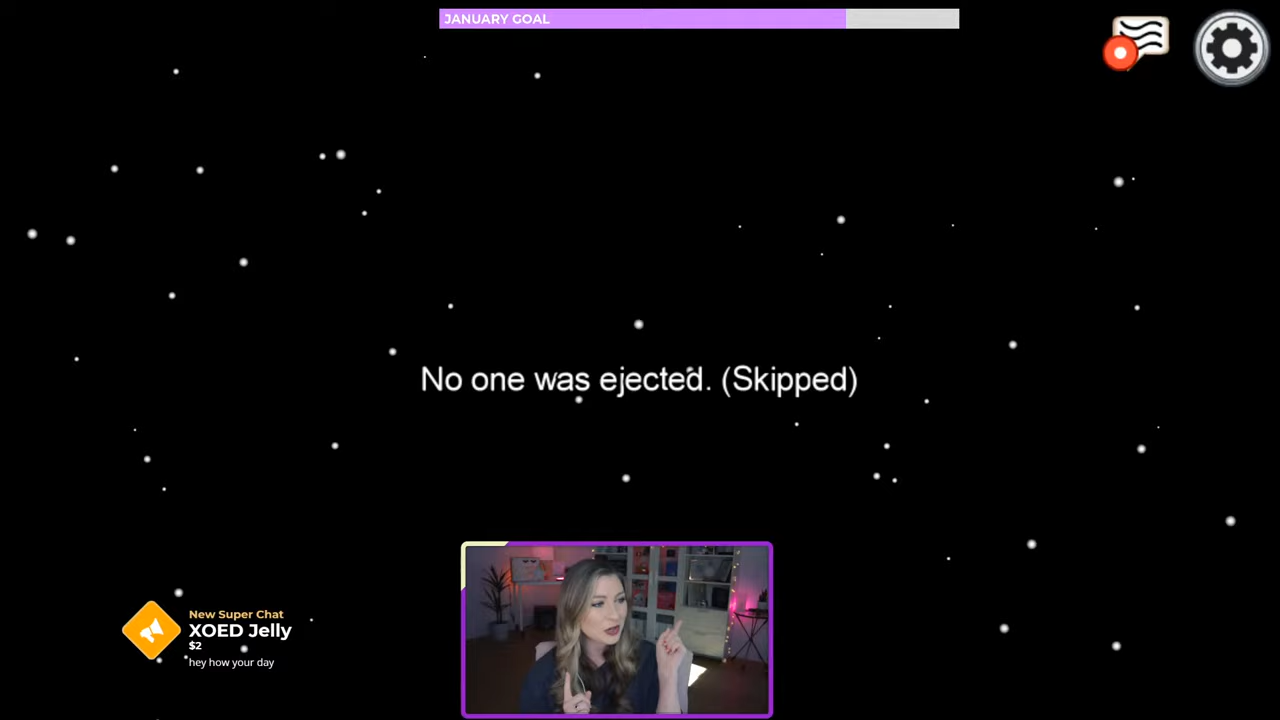 JANUARY GOAL
No one was ejected. (Skipped)
New Super Chat
XOED Jelly
$2
hey how your day